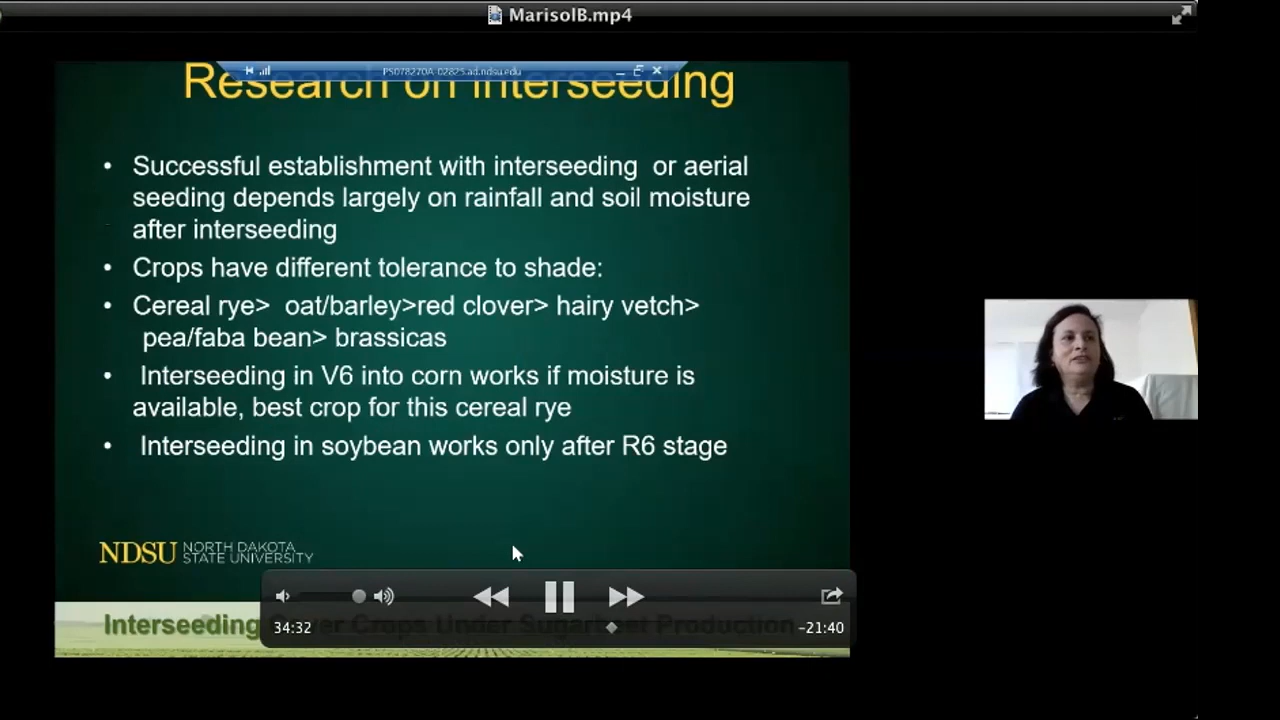 MarisolB.mp4
PS078270A-02825.ad.ndsu.edu
Research on interseeding
• Successful establishment with interseeding or aerial
seeding depends largely on rainfall and soil moisture
after interseeding
• Crops have different tolerance to shade:
• Cereal rye> oat/barley>red clover> hairy vetch>
pea/faba bean> brassicas
• Interseeding in V6 into corn works if moisture is
available, best crop for this cereal rye
• Interseeding in soybean works only after R6 stage
NDSU NORTH DAKOTA
STATE UNIVERSITY
Interseeding Cover Crops Under Sugarbeet Production
34:32
-21:40